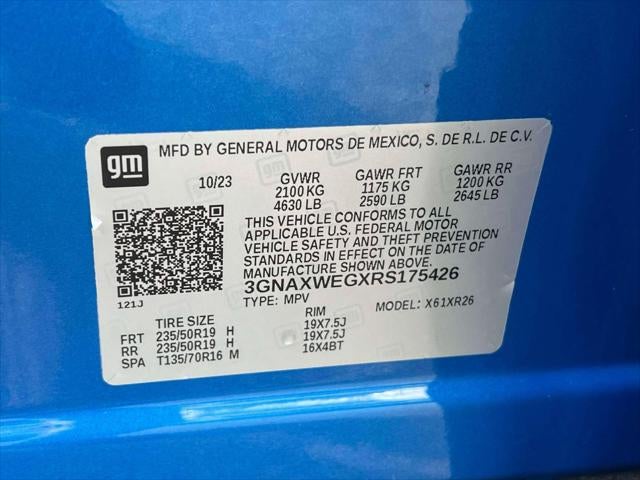 gm
MFD BY GENERAL MOTORS DE MEXICO, S. DE R.L. DE C.V.
10/23 GVWR GAWR FRT GAWR RR
2100 KG 1175 KG 1200 KG
4630 LB 2590 LB 2645 LB
THIS VEHICLE CONFORMS TO ALL
APPLICABLE U.S. FEDERAL MOTOR
VEHICLE SAFETY AND THEFT PREVENTION
STANDARDS IN EFFECT ON THE DATE OF
MANUFACTURE SHOWN ABOVE.
3GNAXWEGXRS175426
121J TYPE: MPV MODEL: X61XR26
TIRE SIZE RIM
FRT 235/50R19 H 19X7.5J
RR 235/50R19 H 19X7.5J
SPA T135/70R16 M 16X4BT